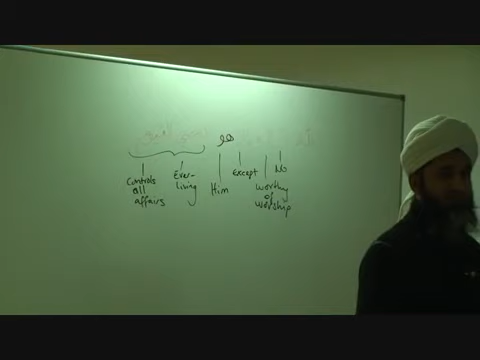 هو
Controls
all
affairs
Ever-
living
Him
except
worthy
of
worship
No